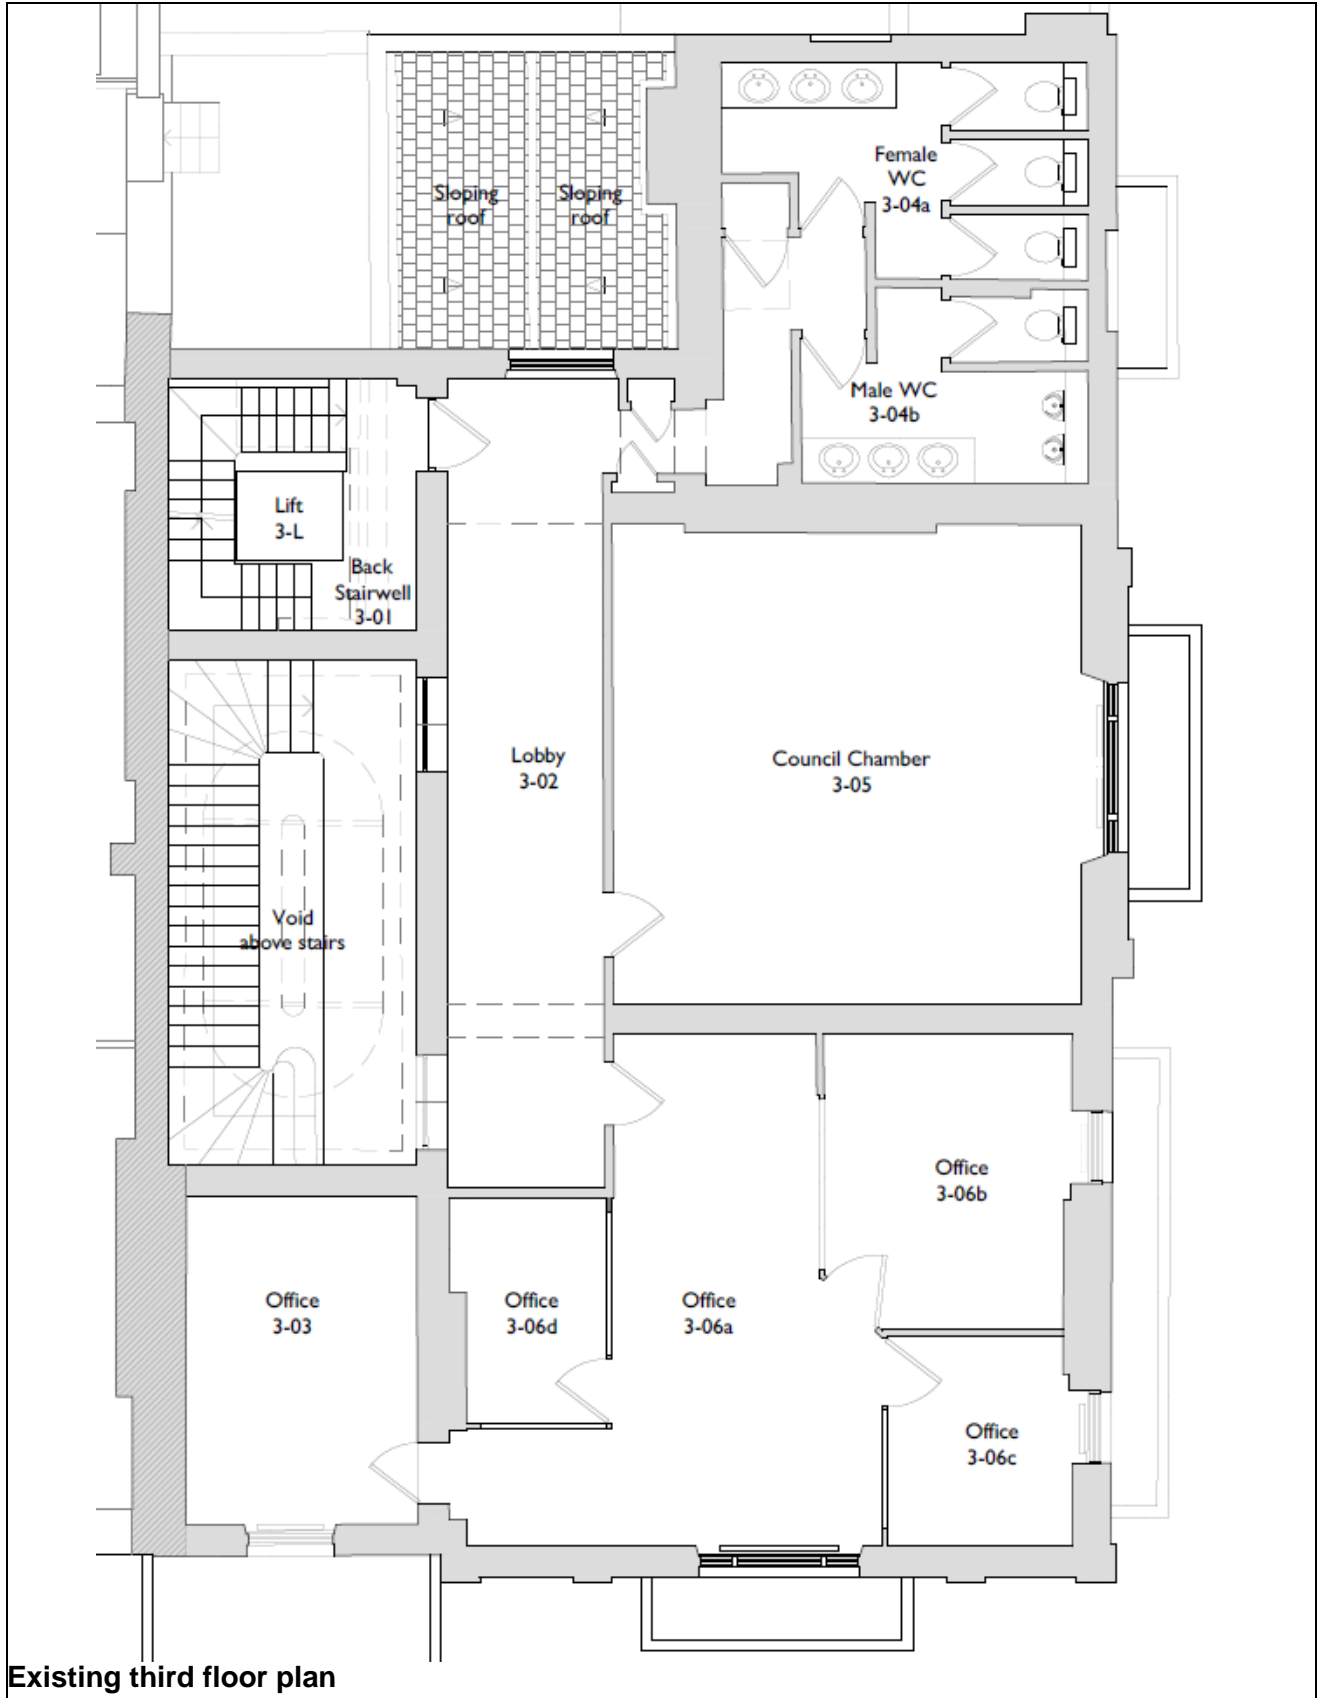 Female
WC
3-04a
Sloping
roof
Sloping
roof
Male WC
3-04b
Lift
3-L
Back
Stairwell
3-01
Lobby
3-02
Council Chamber
3-05
Void
above stairs
Office
3-06b
Office
3-03
Office
3-06d
Office
3-06a
Office
3-06c
Existing third floor plan